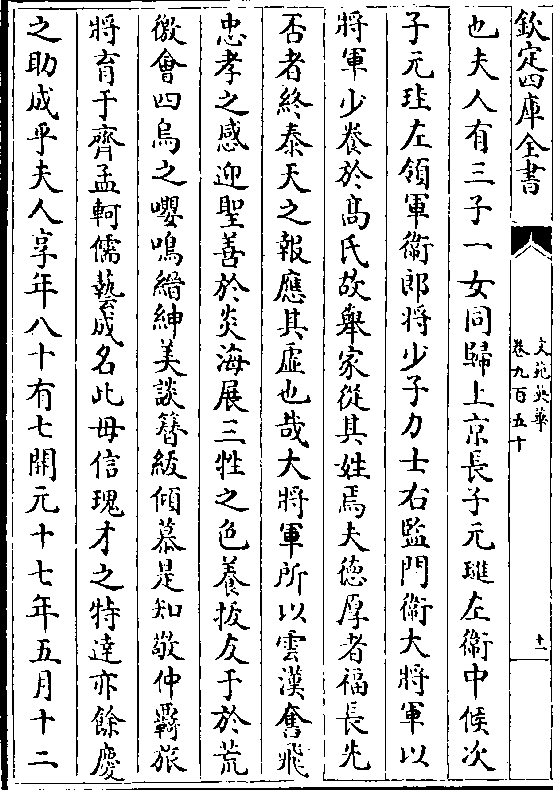 欽定四庫全書
文苑英華
卷九百五十
十二
也夫人有三子一女同歸上京長子元璡左衛中候次
子元珪左領軍衛郎將少子力士右監門衛大將軍以
將軍少養於髙氏故舉家從其姓焉夫徳厚者福長先
否者終泰天之報應其虚也哉大將軍所以雲漢奮飛
忠孝之感迎聖善於炎海展三牲之色養扳友于於荒
徼會四烏之嚶鳴縉紳美談簪紱傾慕是知敬仲羇旅
將育于齊孟軻儒藝成名此毋信瑰才之特逹亦餘慶
之助成乎夫人享年八十有七開元十七年五月十二